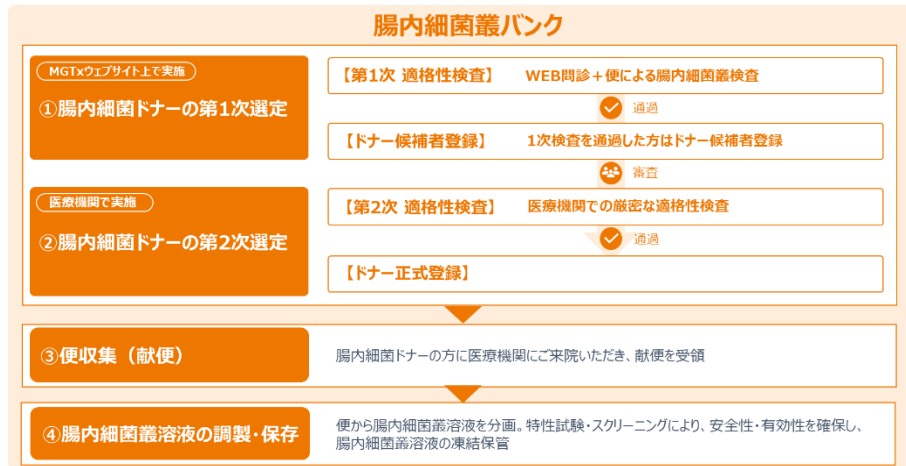 腸内細菌叢バンク
MGTxウェブサイト上で実施
①腸内細菌ドナーの第1次選定
【第1次 適格性検査】 WEB問診+便による腸内細菌叢検査
通過
【ドナー候補者登録】 1次検査を通過した方はドナー候補者登録
審査
医療機関で実施
②腸内細菌ドナーの第2次選定
【第2次 適格性検査】 医療機関での厳密な適格性検査
通過
【ドナー正式登録】
③便収集（献便）
腸内細菌ドナーの方に医療機関にご来院いただき、献便を受領
④腸内細菌叢溶液の調製・保存
便から腸内細菌叢溶液を分画。特性試験・スクリーニングにより、安全性・有効性を確保し、
腸内細菌叢溶液の凍結保管